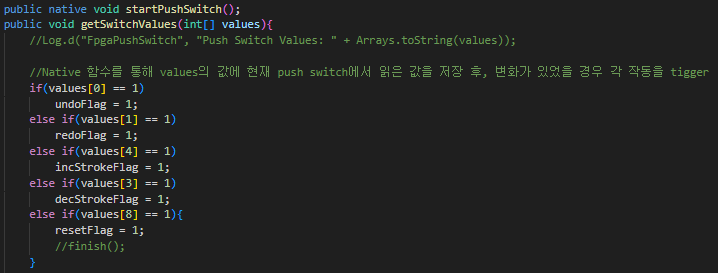 public native void startPushSwitch();
public void getSwitchValues(int[] values){
//Log.d("FpgaPushSwitch", "Push Switch Values: " + Arrays.toString(values));
//Native 함수를 통해 values의 값에 현재 push switch에서 읽은 값을 저장 후, 변화가 있었을 경우 각 작동을 tigger
if(values[0] == 1)
undoFlag = 1;
else if(values[1] == 1)
redoFlag = 1;
else if(values[4] == 1)
incStrokeFlag = 1;
else if(values[3] == 1)
decStrokeFlag = 1;
else if(values[8] == 1){
resetFlag = 1;
//finish();
}